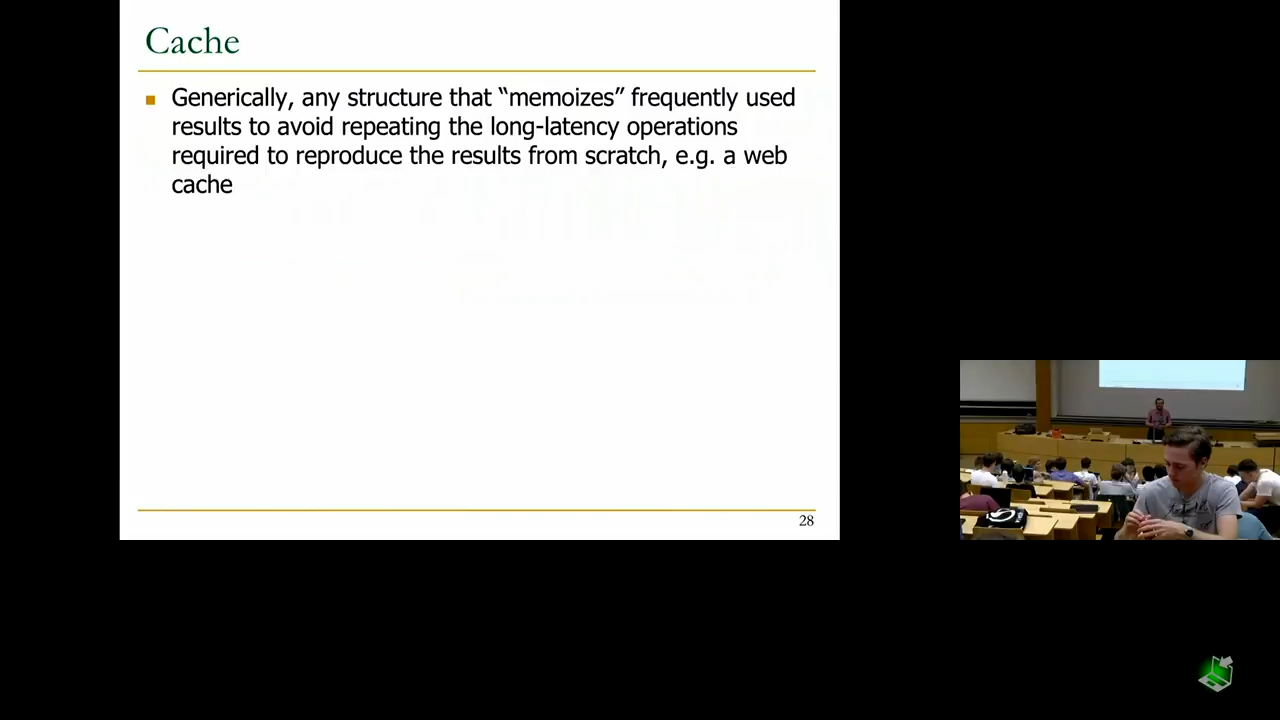 Cache
Generically, any structure that “memoizes” frequently used
results to avoid repeating the long-latency operations
required to reproduce the results from scratch, e.g. a web
cache
28